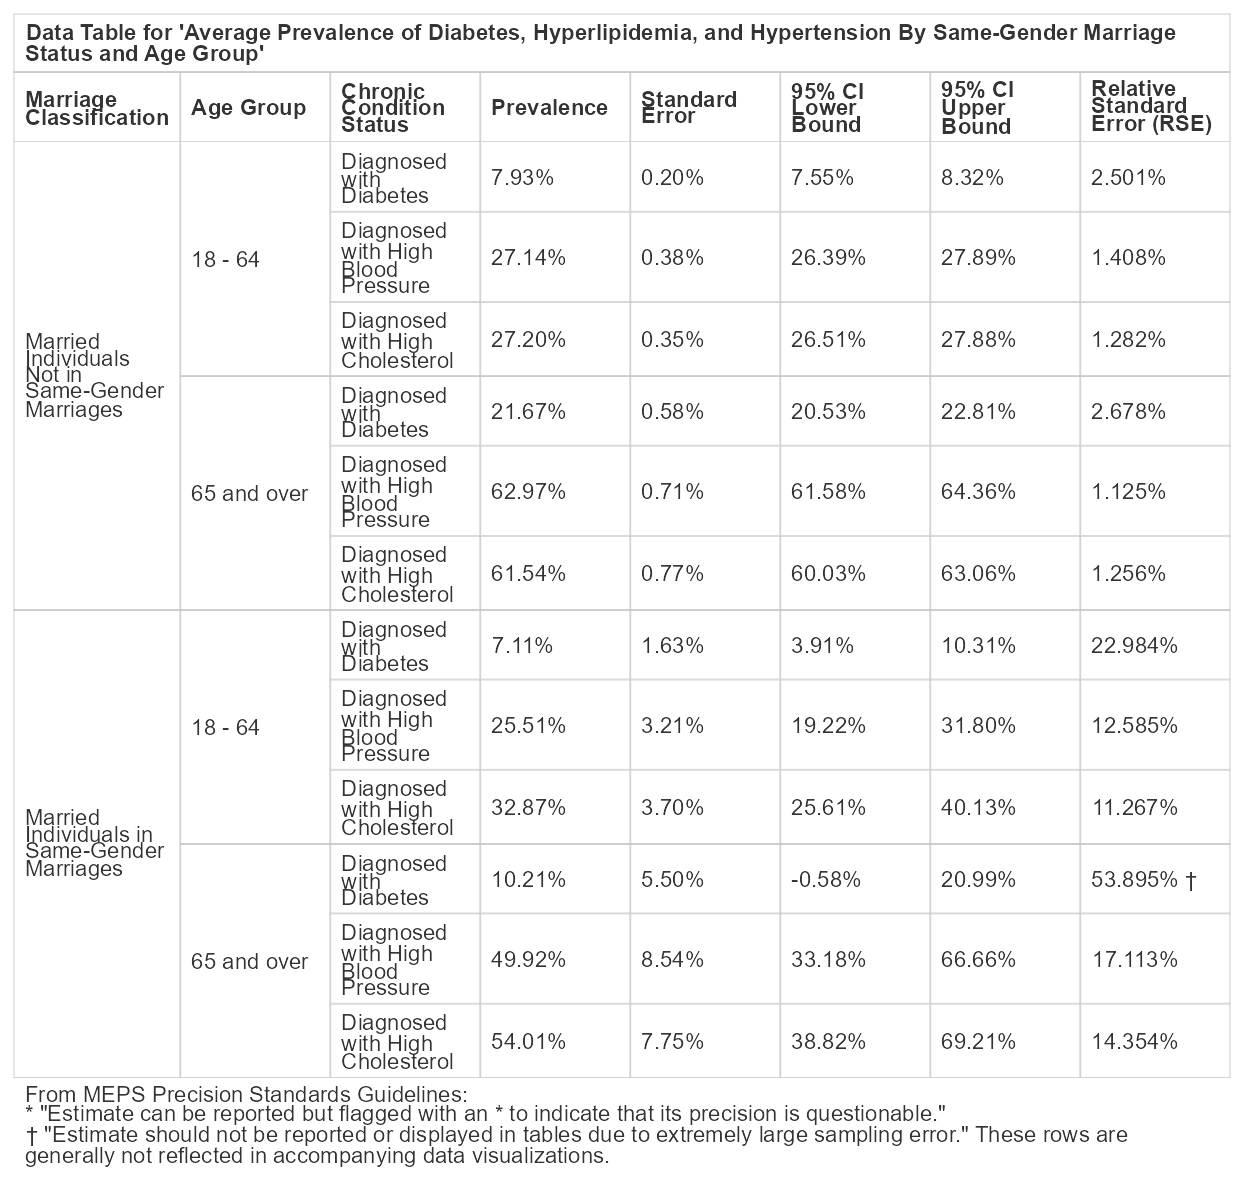 Data Table for 'Average Prevalence of Diabetes, Hyperlipidemia, and Hypertension By Same-Gender Marriage
Status and Age Group'
Marriage Classification | Age Group | Chronic Condition Status | Prevalence | Standard Error | 95% CI Lower Bound | 95% CI Upper Bound | Relative Standard Error (RSE)
Married Individuals Not in Same-Gender Marriages
18 - 64
Diagnosed with Diabetes | 7.93% | 0.20% | 7.55% | 8.32% | 2.501%
Diagnosed with High Blood Pressure | 27.14% | 0.38% | 26.39% | 27.89% | 1.408%
Diagnosed with High Cholesterol | 27.20% | 0.35% | 26.51% | 27.88% | 1.282%
65 and over
Diagnosed with Diabetes | 21.67% | 0.58% | 20.53% | 22.81% | 2.678%
Diagnosed with High Blood Pressure | 62.97% | 0.71% | 61.58% | 64.36% | 1.125%
Diagnosed with High Cholesterol | 61.54% | 0.77% | 60.03% | 63.06% | 1.256%
Married Individuals in Same-Gender Marriages
18 - 64
Diagnosed with Diabetes | 7.11% | 1.63% | 3.91% | 10.31% | 22.984%
Diagnosed with High Blood Pressure | 25.51% | 3.21% | 19.22% | 31.80% | 12.585%
Diagnosed with High Cholesterol | 32.87% | 3.70% | 25.61% | 40.13% | 11.267%
65 and over
Diagnosed with Diabetes | 10.21% | 5.50% | -0.58% | 20.99% | 53.895% †
Diagnosed with High Blood Pressure | 49.92% | 8.54% | 33.18% | 66.66% | 17.113%
Diagnosed with High Cholesterol | 54.01% | 7.75% | 38.82% | 69.21% | 14.354%
From MEPS Precision Standards Guidelines:
* "Estimate can be reported but flagged with an * to indicate that its precision is questionable."
† "Estimate should not be reported or displayed in tables due to extremely large sampling error." These rows are
generally not reflected in accompanying data visualizations.